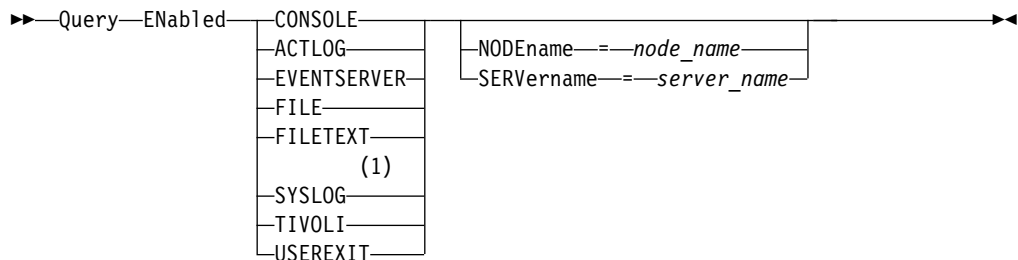 Query ENabled CONSOLE
ACTLOG NODEname = node_name
EVENTSERVER SERVername = server_name
FILE
FILETEXT
(1)
SYSLOG
TIVOLI
USEREXIT